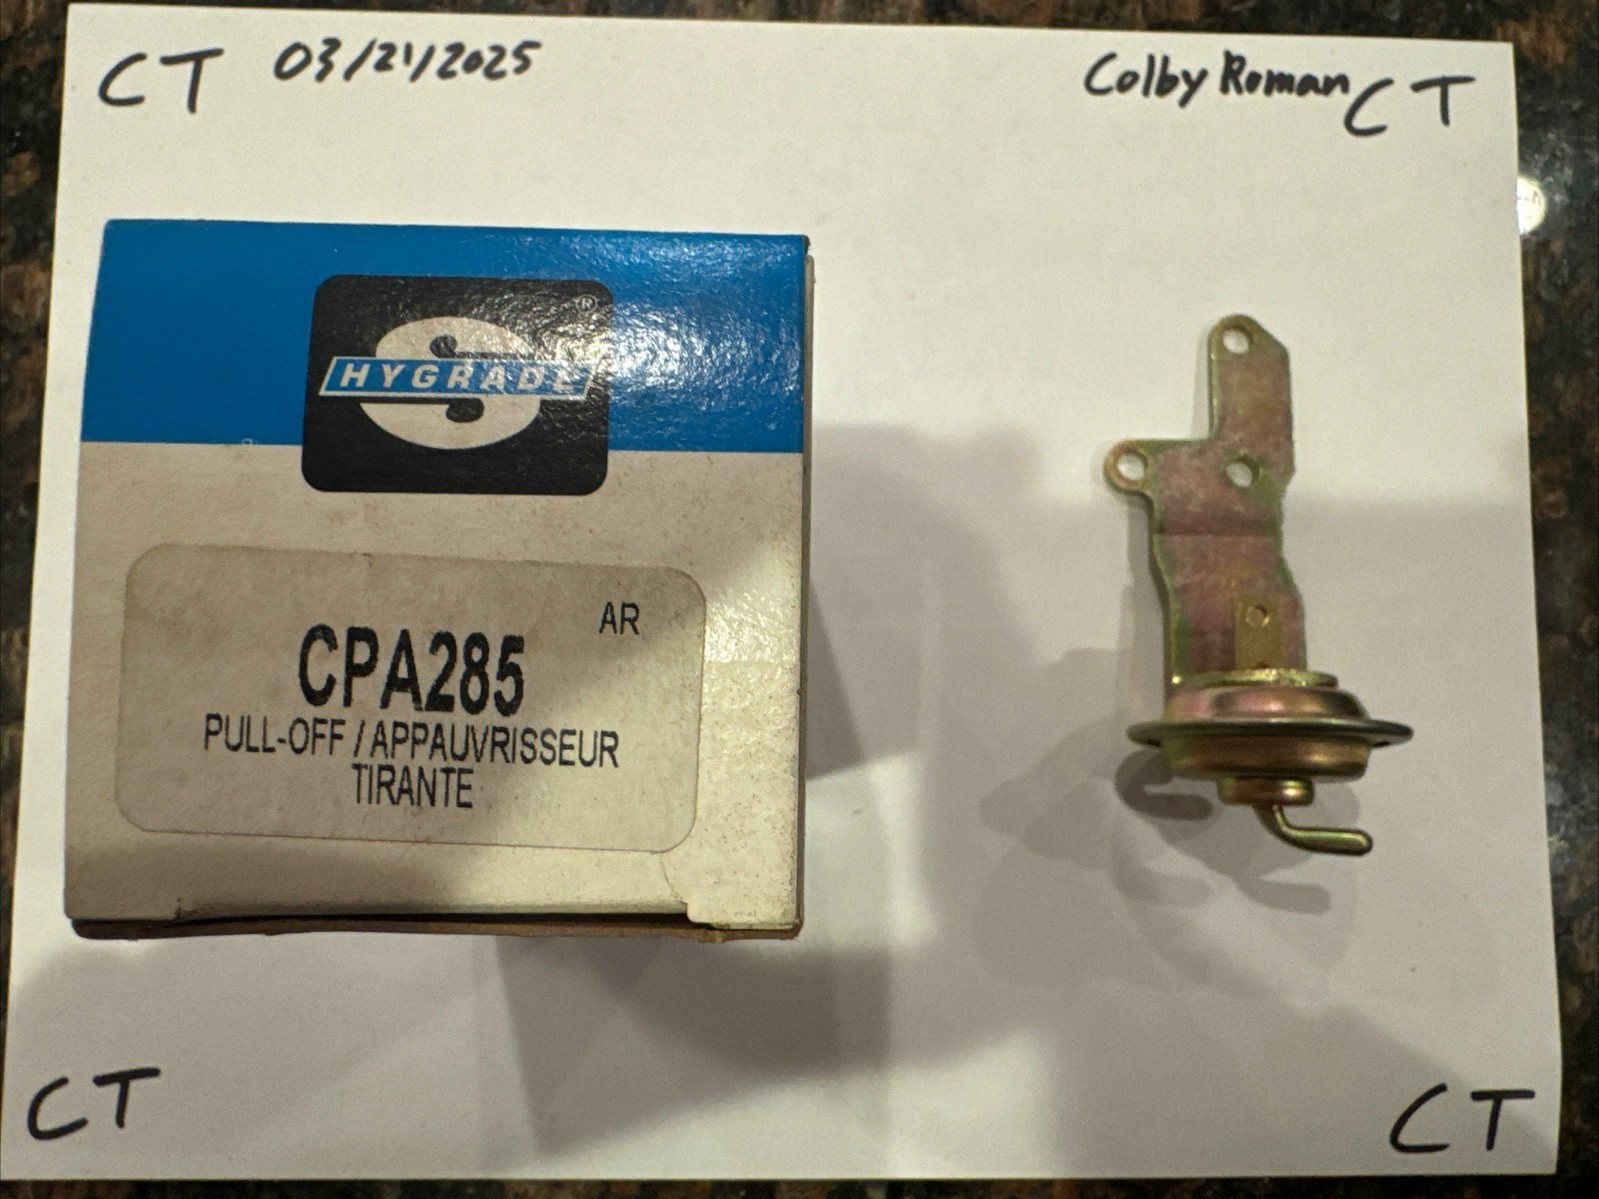 CT 03/21/2025
Colby Roman CT
®
HYGRADE
S
AR
CPA285
PULL-OFF / APPAUVRISSEUR
TIRANTE
CT
CT